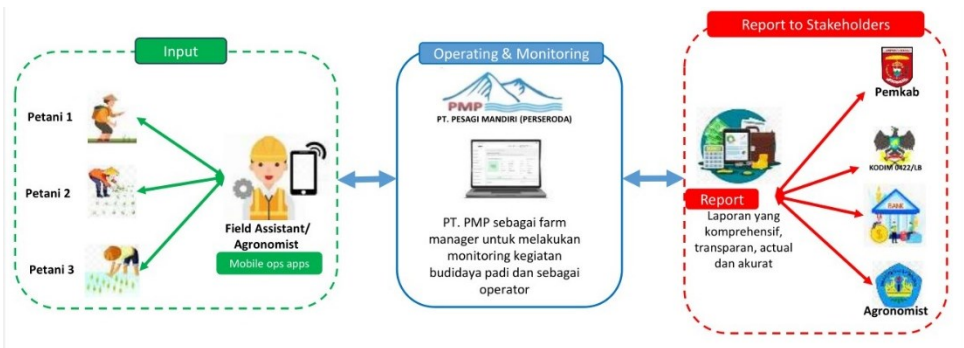 Input
Petani 1
Petani 2
Petani 3
Field Assistant/
Agronomist
Mobile ops apps
Operating & Monitoring
PMP
PT. PESAGI MANDIRI (PERSERODA)
PT. PMP sebagai farm
manager untuk melakukan
monitoring kegiatan
budidaya padi dan sebagai
operator
Report to Stakeholders
Report
Laporan yang
komprehensif,
transparan, actual
dan akurat
Pemkab
KODIM 0422/LB
BANK
Agronomist